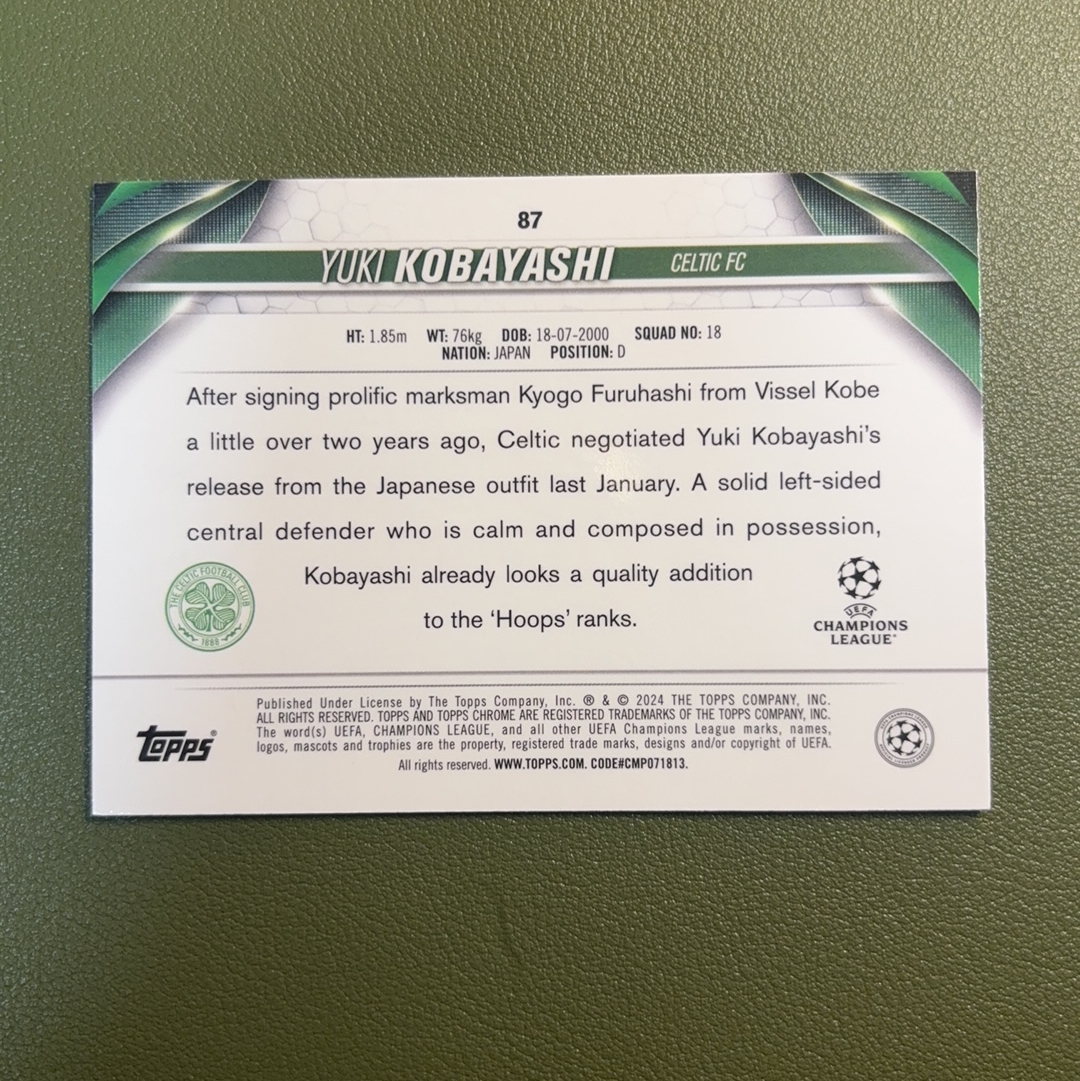 87
YUKI KOBAYASHI CELTIC FC
HT: 1.85m WT: 76kg DOB: 18-07-2000 SQUAD NO: 18
NATION: JAPAN POSITION: D
After signing prolific marksman Kyogo Furuhashi from Vissel Kobe
a little over two years ago, Celtic negotiated Yuki Kobayashi's
release from the Japanese outfit last January. A solid left-sided
central defender who is calm and composed in possession,
Kobayashi already looks a quality addition
to the 'Hoops' ranks.
THE CELTIC FOOTBALL CLUB
1888
UEFA
CHAMPIONS
LEAGUE
Published Under License by The Topps Company, Inc. ® & © 2024 THE TOPPS COMPANY, INC.
ALL RIGHTS RESERVED. TOPPS AND TOPPS CHROME ARE REGISTERED TRADEMARKS OF THE TOPPS COMPANY, INC.
The word(s) UEFA, CHAMPIONS LEAGUE, and all other UEFA Champions League marks, names,
logos, mascots and trophies are the property, registered trade marks, designs and/or copyright of UEFA.
All rights reserved. WWW.TOPPS.COM. CODE#CMP071813.
topps®